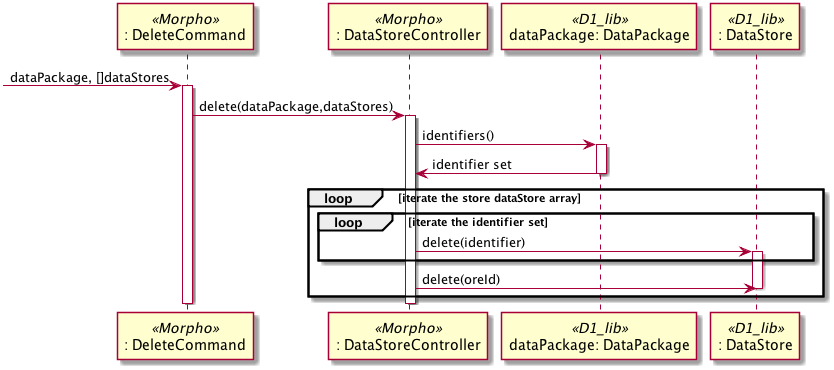 «Morpho»
: DeleteCommand
«Morpho»
: DataStoreController
«D1_lib»
dataPackage: DataPackage
«D1_lib»
: DataStore
dataPackage, []dataStores
delete(dataPackage,dataStores)
identifiers()
identifier set
loop [iterate the store dataStore array]
loop [iterate the identifier set]
delete(identifier)
delete(oreId)
«Morpho»
: DeleteCommand
«Morpho»
: DataStoreController
«D1_lib»
dataPackage: DataPackage
«D1_lib»
: DataStore